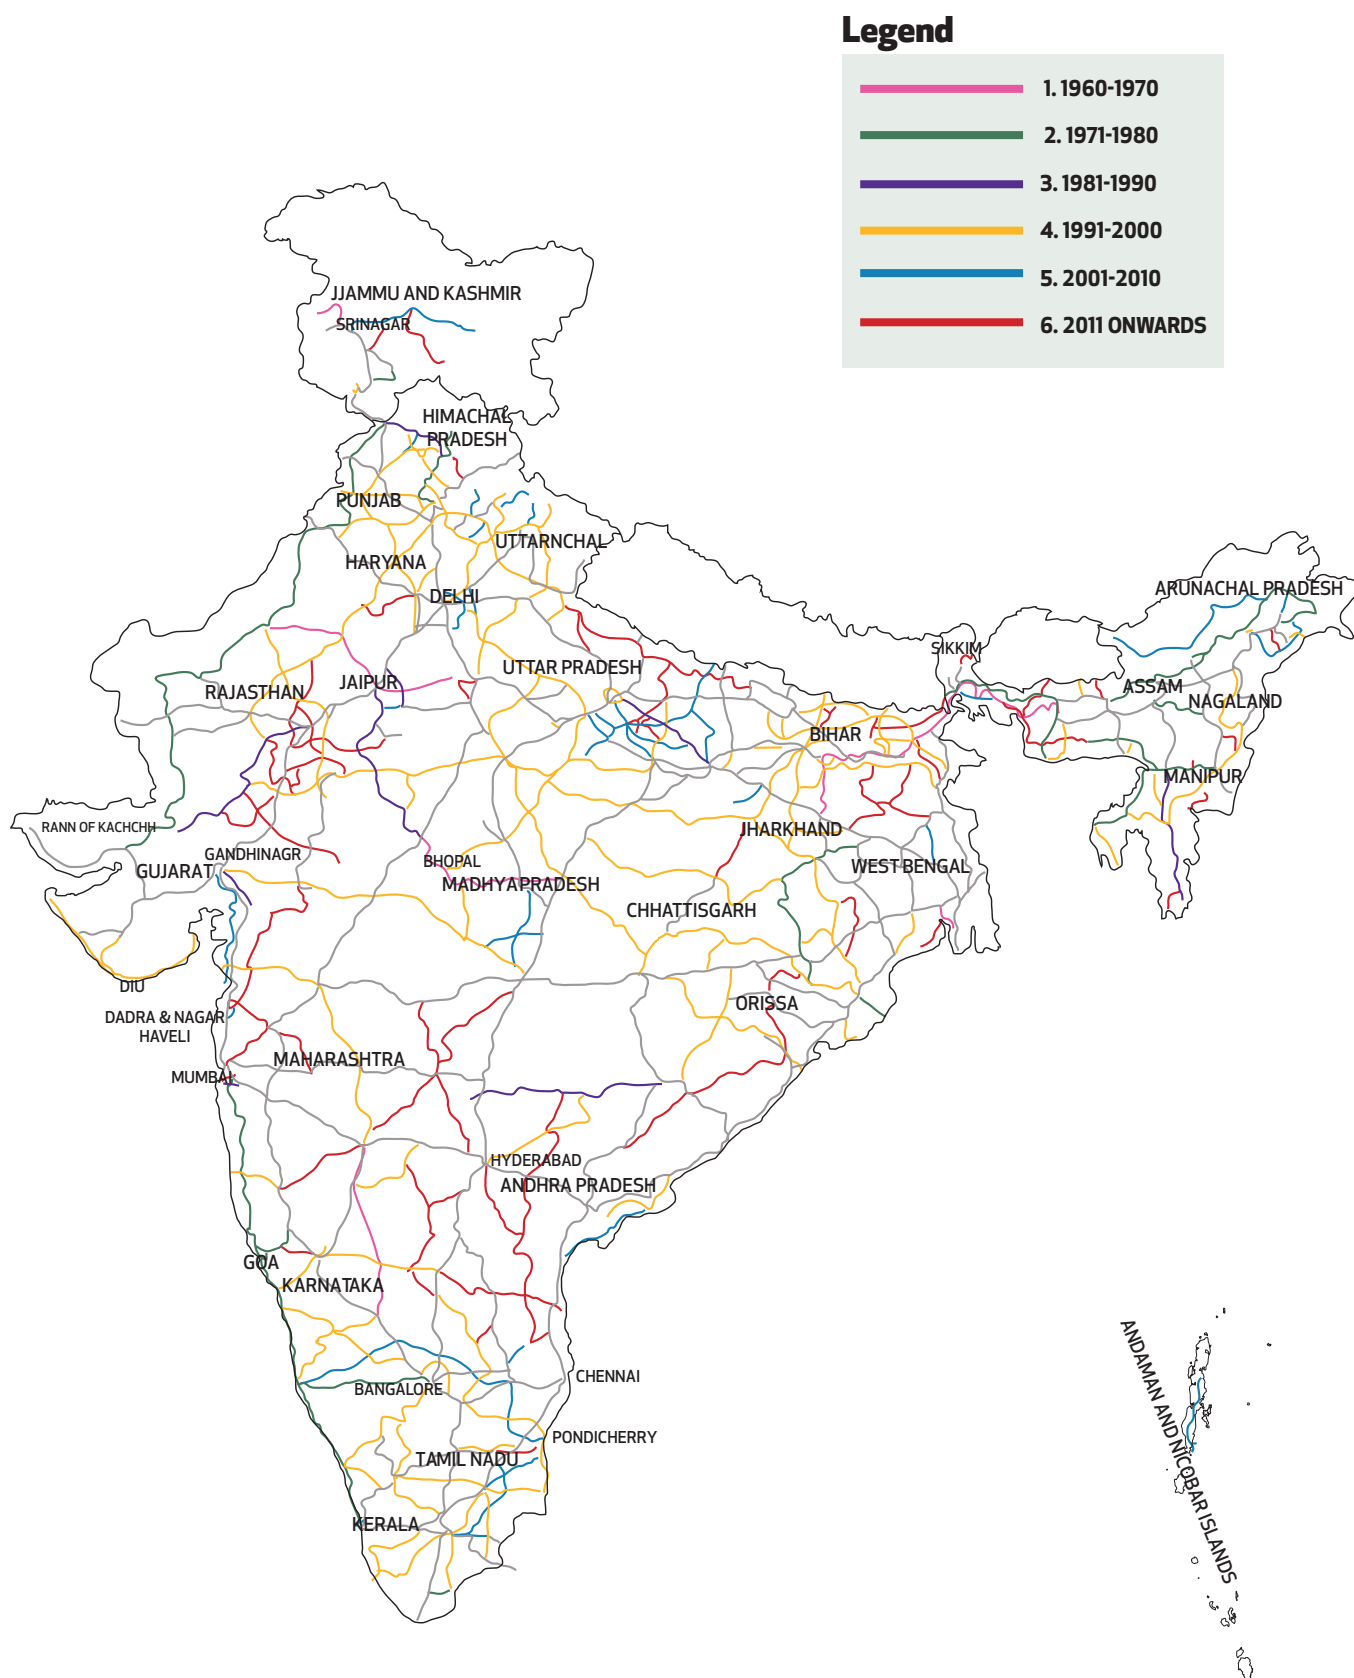 Legend
1. 1960-1970
2. 1971-1980
3. 1981-1990
4. 1991-2000
5. 2001-2010
6. 2011 ONWARDS
JJAMMU AND KASHMIR
SRINAGAR
HIMACHAL
PRADESH
PUNJAB
UTTARNCHAL
HARYANA
DELHI
ARUNACHAL PRADESH
SIKKIM
UTTAR PRADESH
JAIPUR
RAJASTHAN
ASSAM
NAGALAND
BIHAR
MANIPUR
RANN OF KACHCHH
JHARKHAND
GANDHINAGR
BHOPAL
GUJARAT
WEST BENGAL
MADHYAPRADESH
CHHATTISGARH
DIU
ORISSA
DADRA & NAGAR
HAVELI
MAHARASHTRA
MUMBAI
HYDERABAD
ANDHRA PRADESH
GOA
KARNATAKA
CHENNAI
BANGALORE
PONDICHERRY
TAMIL NADU
KERALA
ANDAMAN AND NICOBAR ISLANDS